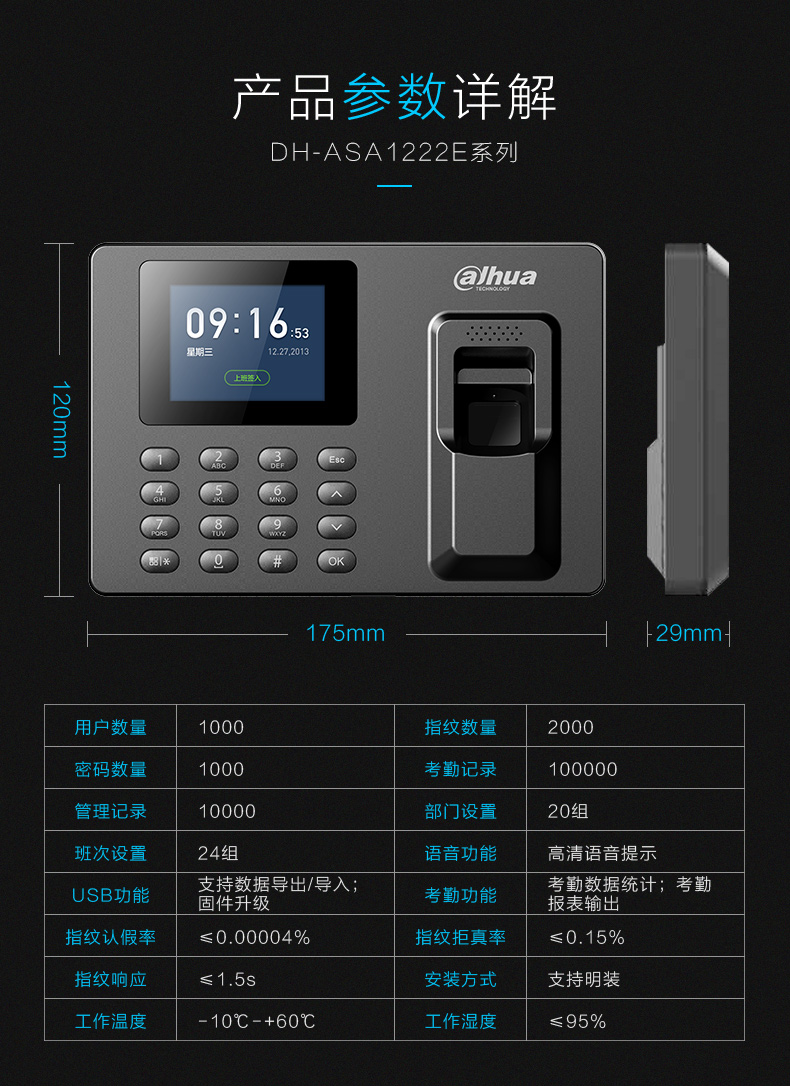 产品参数详解
DH-ASA1222E系列
alhua
TECHNOLOGY
09:16:53
星期三 12.27,2013
上班签入
120mm
1 2 ABC 3 DEF Esc
4 GHI 5 JKL 6 MNO
7 PQRS 8 TUV 9 WXYZ
* 0 # OK
175mm
29mm
用户数量 1000 指纹数量 2000
密码数量 1000 考勤记录 100000
管理记录 10000 部门设置 20组
班次设置 24组 语音功能 高清语音提示
USB功能 支持数据导出/导入；
固件升级
考勤功能 考勤数据统计；考勤
报表输出
指纹认假率 ≤0.00004% 指纹拒真率 ≤0.15%
指纹响应 ≤1.5s 安装方式 支持明装
工作温度 -10℃-+60℃ 工作湿度 ≤95%